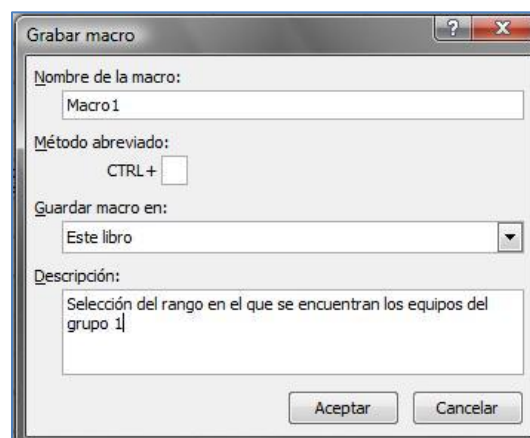 Grabar macro
Nombre de la macro:
Macro1
Método abreviado:
CTRL+
Guardar macro en:
Este libro
Descripción:
Selección del rango en el que se encuentran los equipos del
grupo 1
Aceptar
Cancelar